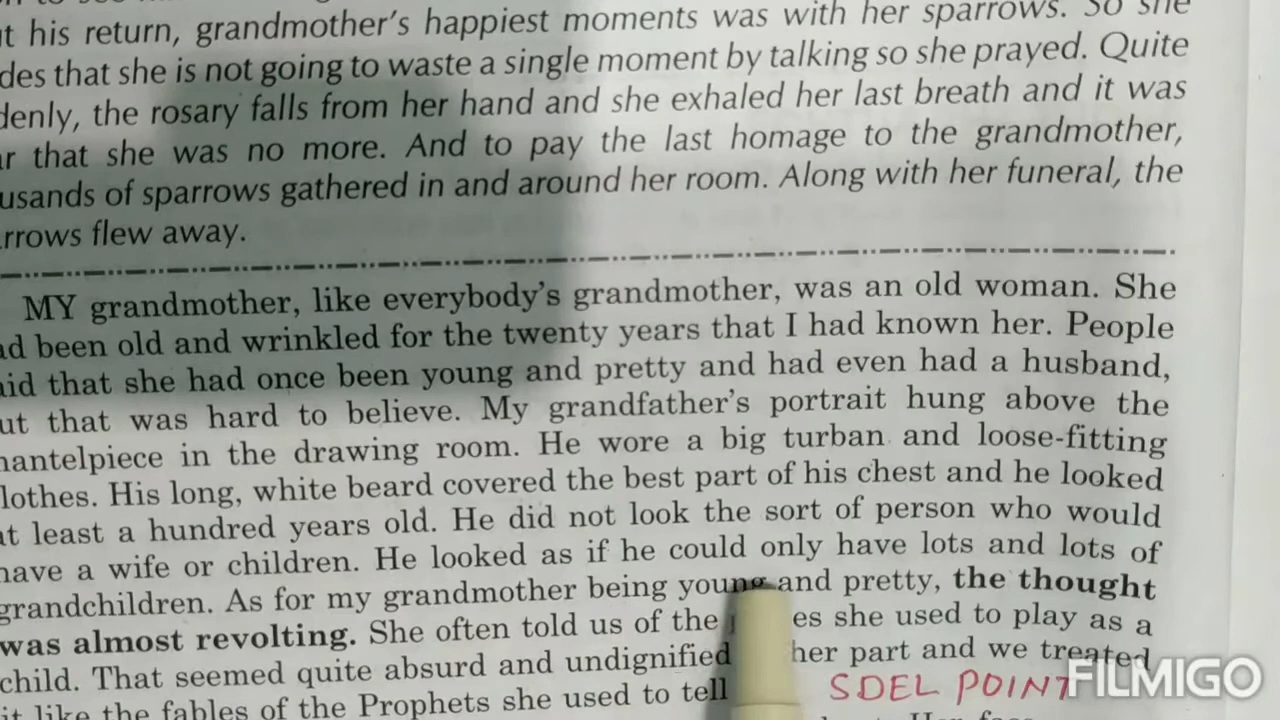 t his return, grandmother's happiest moments was with her sparrows. So she
des that she is not going to waste a single moment by talking so she prayed. Quite
denly, the rosary falls from her hand and she exhaled her last breath and it was
ar that she was no more. And to pay the last homage to the grandmother,
usands of sparrows gathered in and around her room. Along with her funeral, the
rrows flew away.
MY grandmother, like everybody's grandmother, was an old woman. She
ad been old and wrinkled for the twenty years that I had known her. People
aid that she had once been young and pretty and had even had a husband,
ut that was hard to believe. My grandfather's portrait hung above the
mantelpiece in the drawing room. He wore a big turban and loose-fitting
lothes. His long, white beard covered the best part of his chest and he looked
at least a hundred years old. He did not look the sort of person who would
have a wife or children. He looked as if he could only have lots and lots of
grandchildren. As for my grandmother being young and pretty, the thought
was almost revolting. She often told us of the es she used to play as a
child. That seemed quite absurd and undignified her part and we treated
it like the fables of the Prophets she used to tell
SDEL POINT
FILMIGO